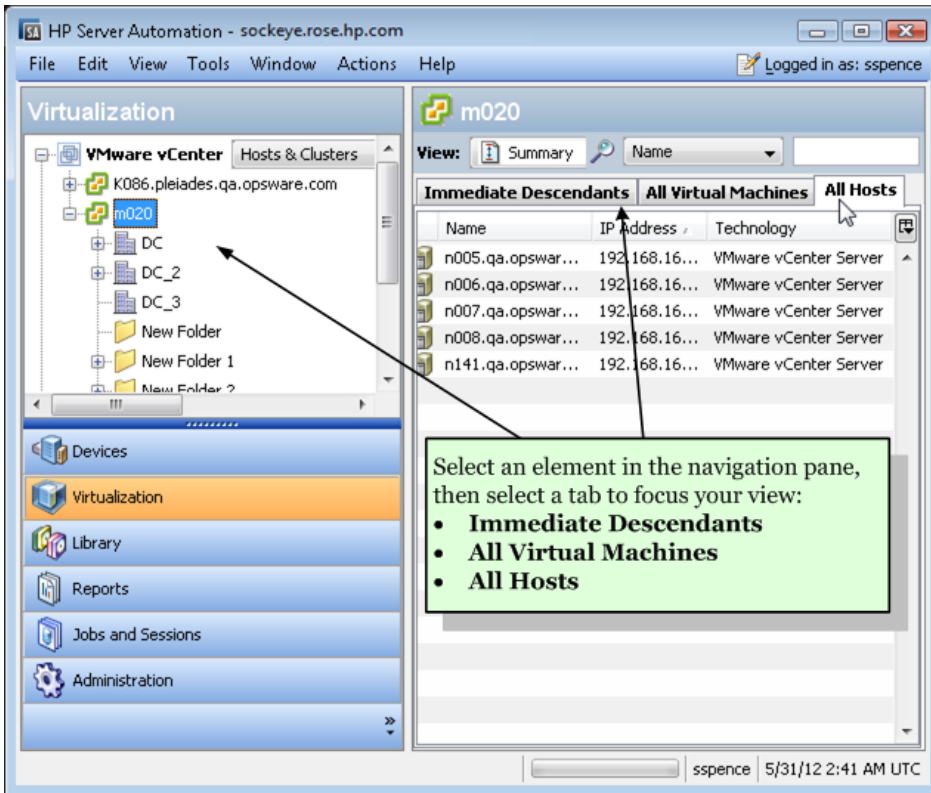 HP Server Automation - sockeye.rose.hp.com
File Edit View Tools Window Actions Help Logged in as: sspence
Virtualization
VMware vCenter Hosts & Clusters
K086.pleiades.qa.opsware.com
m020
DC
DC_2
DC_3
New Folder
New Folder 1
New Folder 2
Devices
Virtualization
Library
Reports
Jobs and Sessions
Administration
m020
View: Summary Name
Immediate Descendants All Virtual Machines All Hosts
Name IP Address Technology
n005.qa.opswar... 192.168.16... VMware vCenter Server
n006.qa.opswar... 192.168.16... VMware vCenter Server
n007.qa.opswar... 192.168.16... VMware vCenter Server
n008.qa.opswar... 192.168.16... VMware vCenter Server
n141.qa.opswar... 192.168.16... VMware vCenter Server
Select an element in the navigation pane,
then select a tab to focus your view:
• Immediate Descendants
• All Virtual Machines
• All Hosts
sspence 5/31/12 2:41 AM UTC